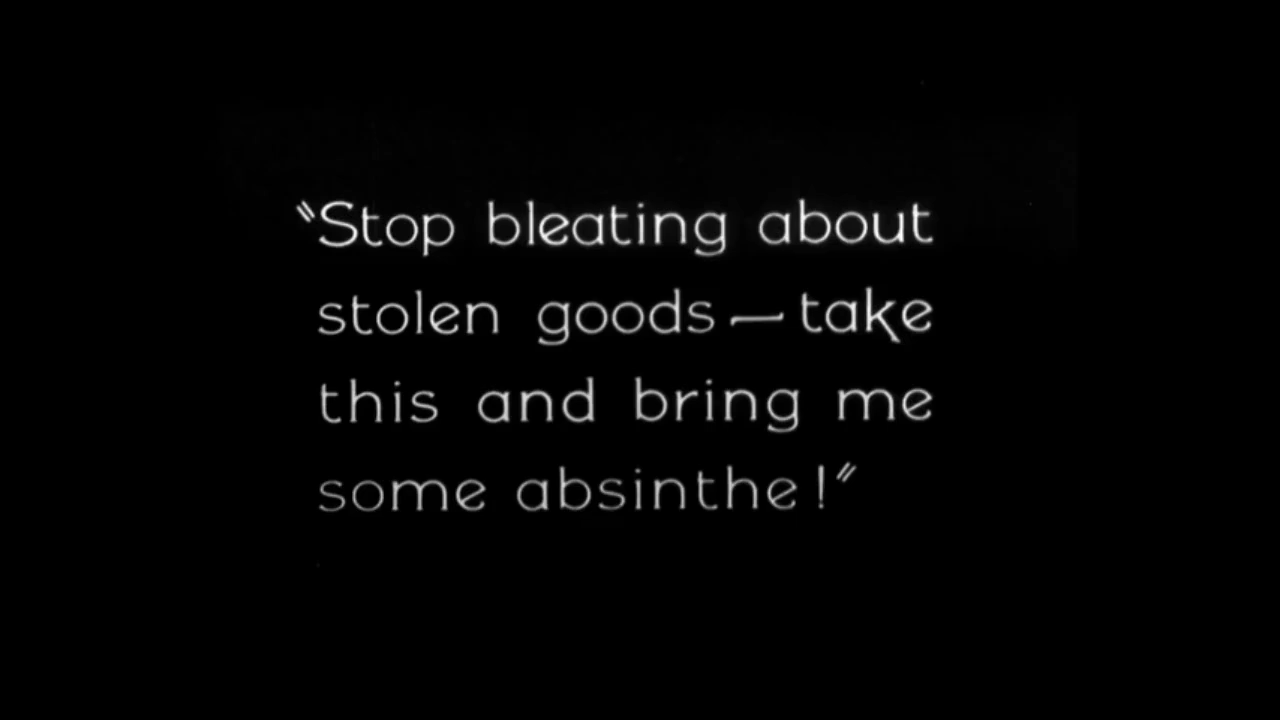 "Stop bleating about
stolen goods — take
this and bring me
some absinthe!"